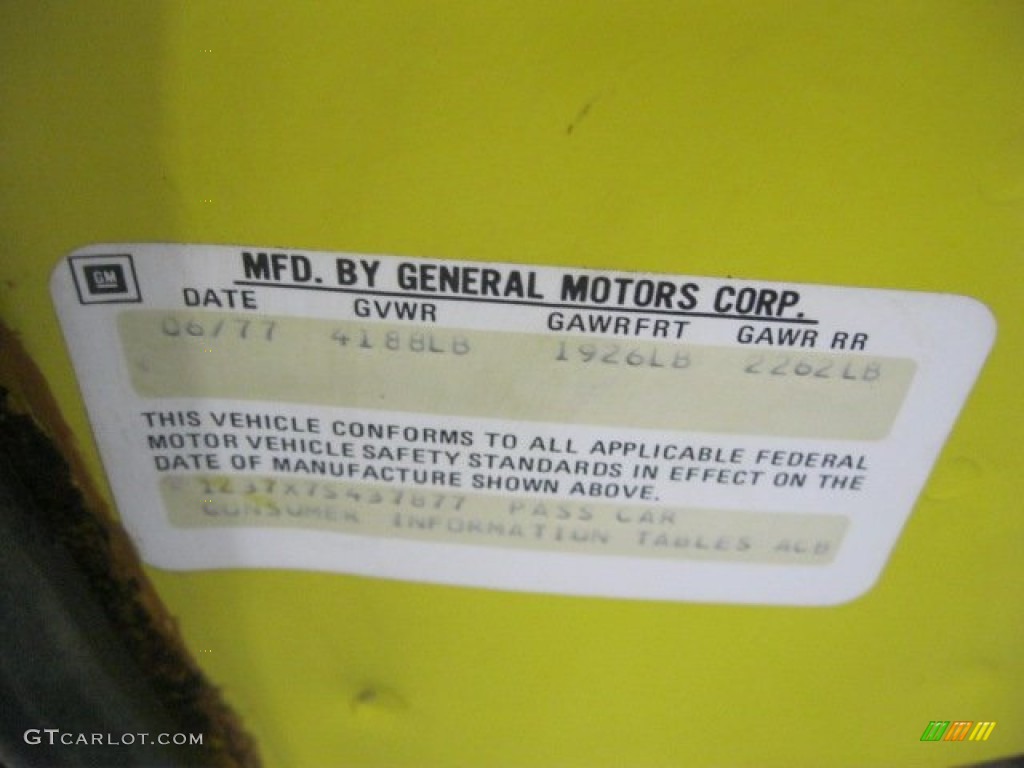 GM
MFD. BY GENERAL MOTORS CORP.
DATE GVWR GAWRFRT GAWR RR
06/77 4188LB 1926LB 2262LB
THIS VEHICLE CONFORMS TO ALL APPLICABLE FEDERAL
MOTOR VEHICLE SAFETY STANDARDS IN EFFECT ON THE
DATE OF MANUFACTURE SHOWN ABOVE.
1Z37X7S437877 PASS CAR
CONSUMER INFORMATION TABLES ACB
GTCARLOT.COM